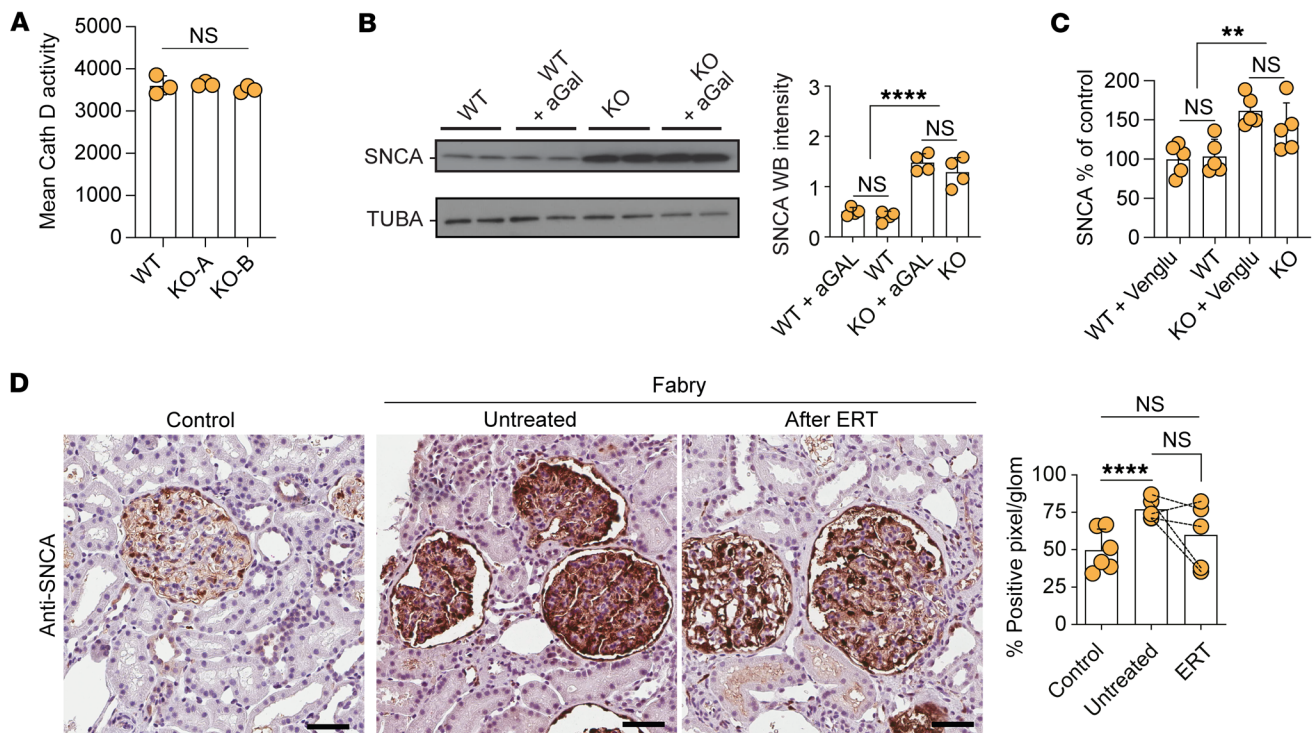 A
Mean Cath D activity
5000
4000
3000
2000
1000
0
NS
WT
KO-A
KO-B
B
WT
WT + aGal
KO
KO + aGal
SNCA
TUBA
SNCA WB intensity
3
2
1
0
****
NS
NS
WT + aGAL
WT
KO + aGAL
KO
C
SNCA % of control
200
150
100
50
0
**
NS
NS
WT + Venglu
WT
KO + Venglu
KO
D
Fabry
Control
Untreated
After ERT
Anti-SNCA
% Positive pixel/glom
100
75
50
25
0
NS
NS
****
Control
Untreated
ERT